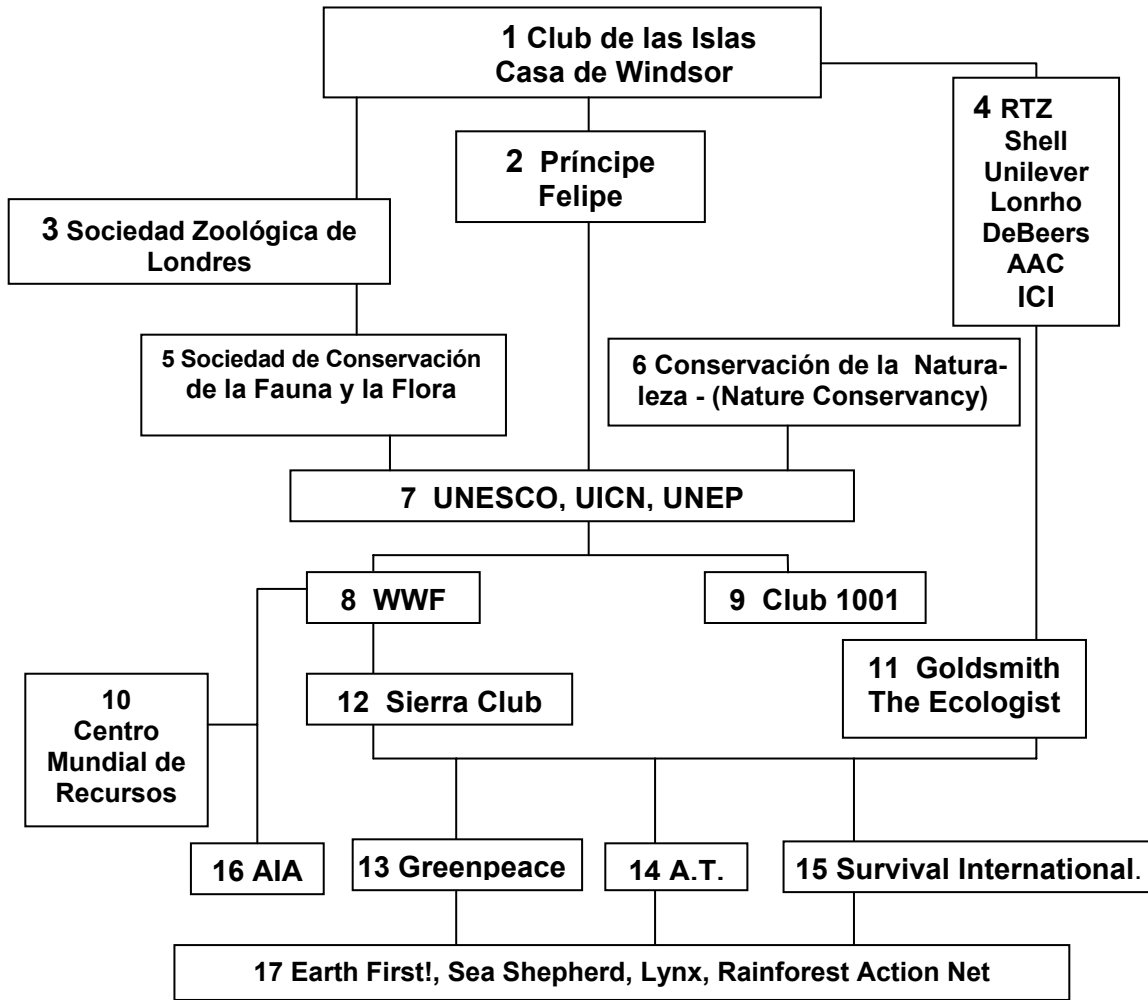 1 Club de las Islas
Casa de Windsor
2 Príncipe
Felipe
3 Sociedad Zoológica de
Londres
4 RTZ
Shell
Unilever
Lonrho
DeBeers
AAC
ICI
5 Sociedad de Conservación
de la Fauna y la Flora
6 Conservación de la Natura-
leza - (Nature Conservancy)
7 UNESCO, UICN, UNEP
8 WWF
9 Club 1001
10
Centro
Mundial de
Recursos
11 Goldsmith
The Ecologist
12 Sierra Club
16 AIA
13 Greenpeace
14 A.T.
15 Survival International.
17 Earth First!, Sea Shepherd, Lynx, Rainforest Action Net